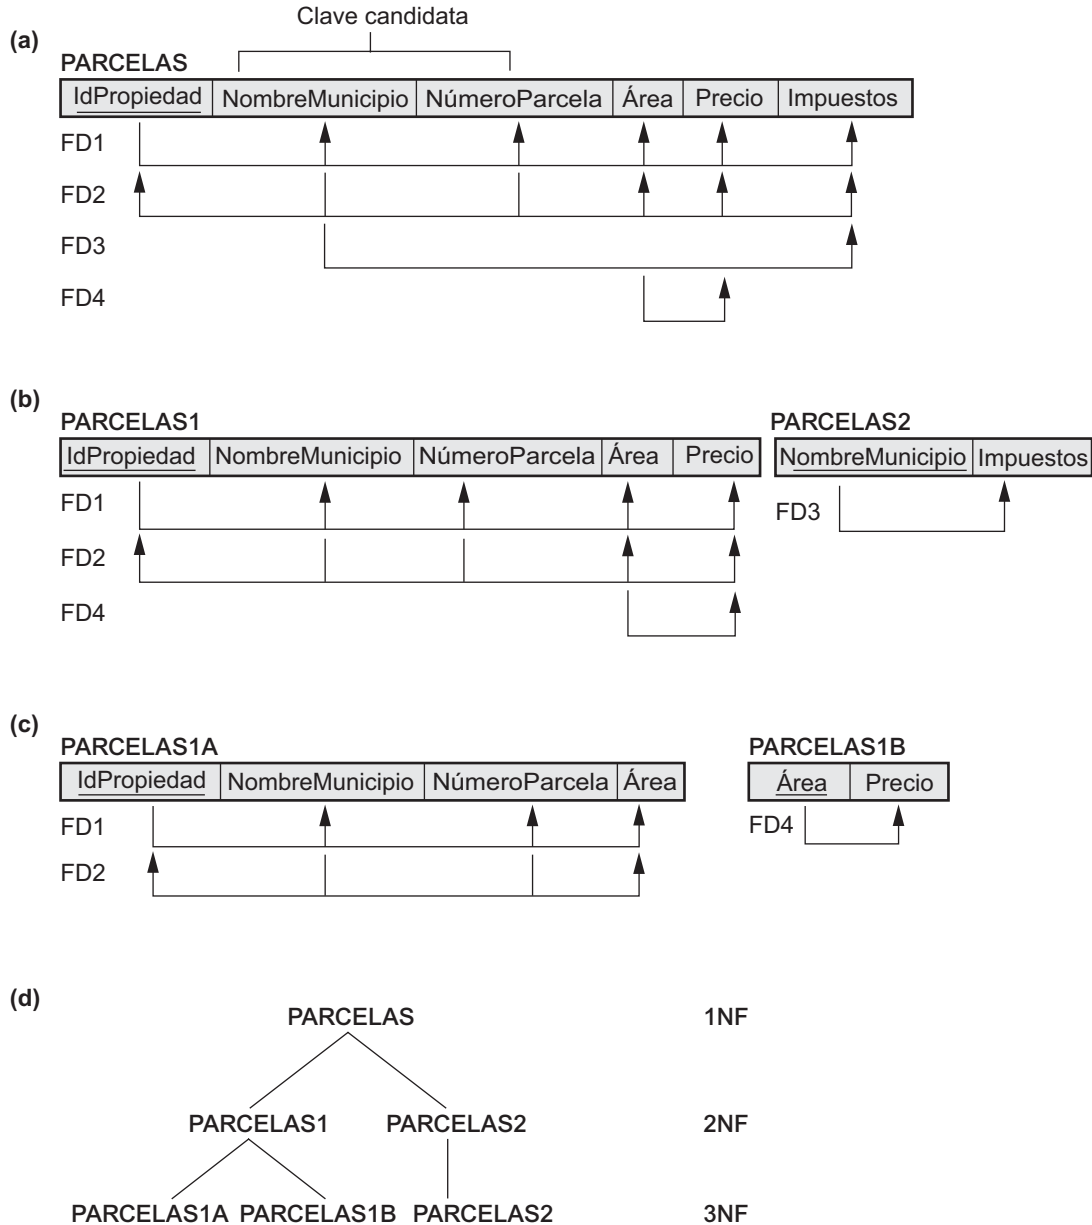 Clave candidata
(a)
PARCELAS
IdPropiedad NombreMunicipio NúmeroParcela Área Precio Impuestos
FD1
FD2
FD3
FD4
(b)
PARCELAS1 PARCELAS2
IdPropiedad NombreMunicipio NúmeroParcela Área Precio NombreMunicipio Impuestos
FD1
FD3
FD2
FD4
(c)
PARCELAS1A PARCELAS1B
IdPropiedad NombreMunicipio NúmeroParcela Área Área Precio
FD1 FD4
FD2
(d)
PARCELAS 1NF
PARCELAS1 PARCELAS2 2NF
PARCELAS1A PARCELAS1B PARCELAS2 3NF